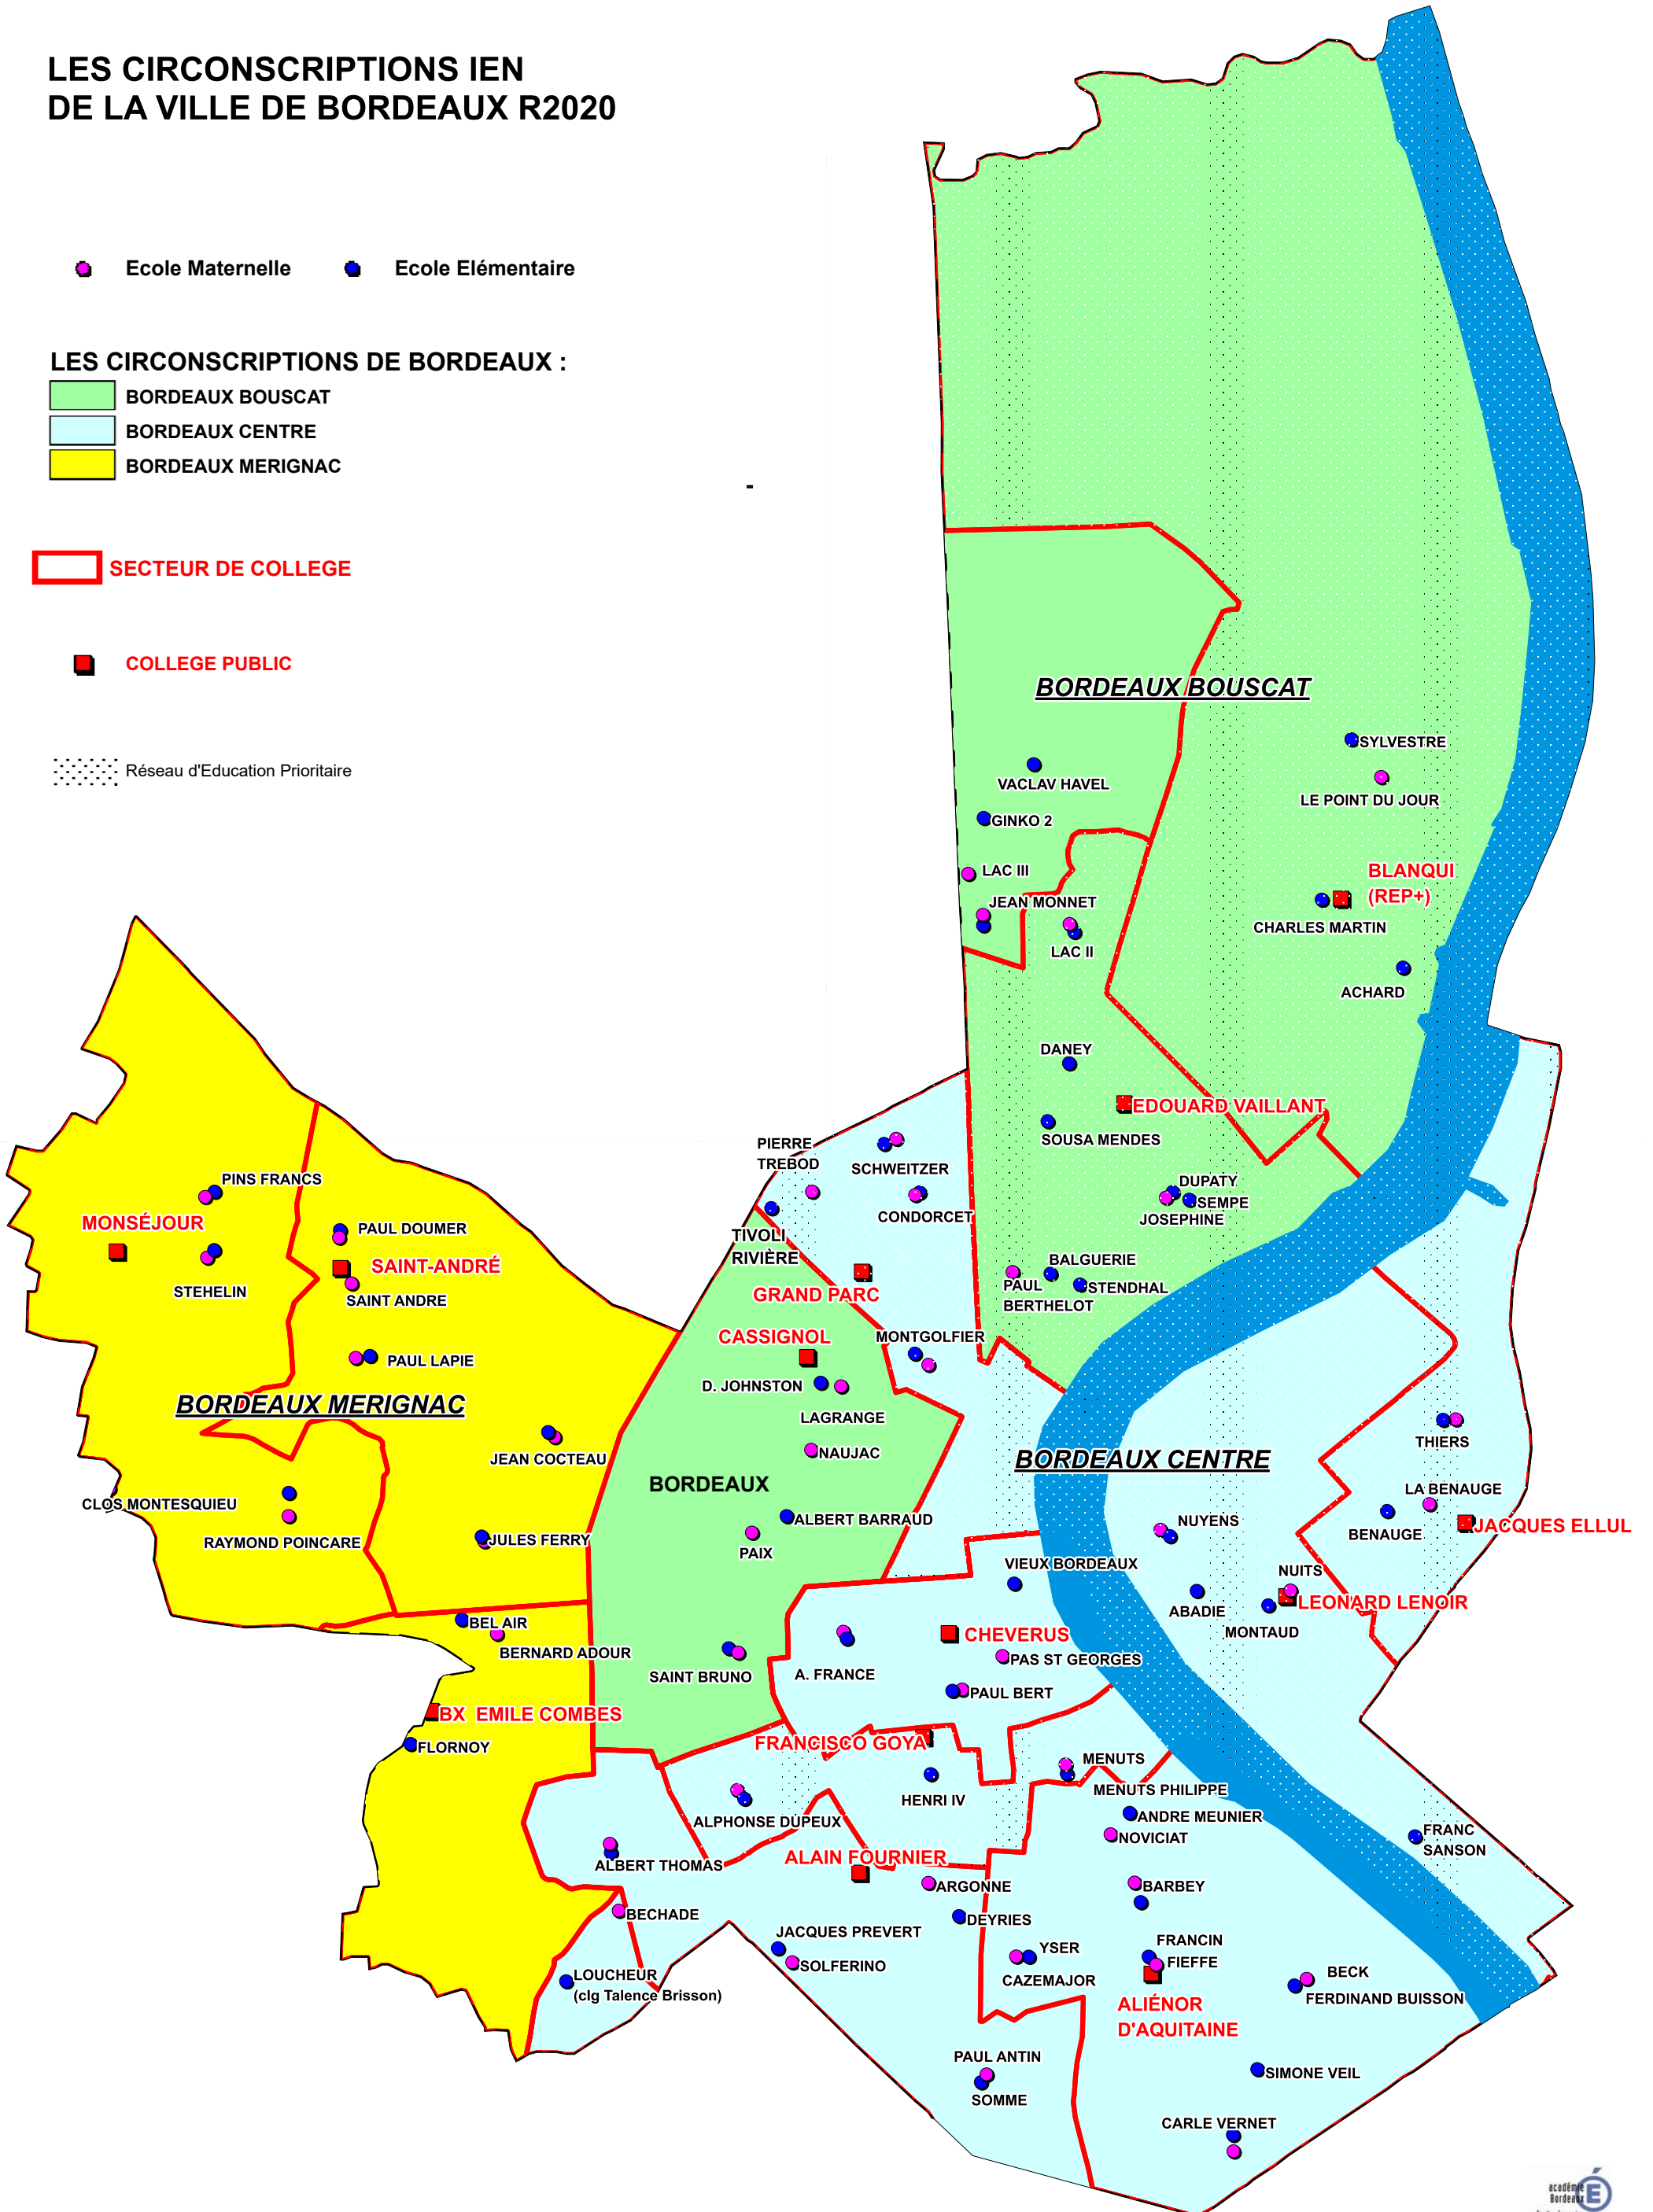 LES CIRCONSCRIPTIONS IEN
DE LA VILLE DE BORDEAUX R2020
Ecole Maternelle
Ecole Elémentaire
LES CIRCONSCRIPTIONS DE BORDEAUX :
BORDEAUX BOUSCAT
BORDEAUX CENTRE
BORDEAUX MERIGNAC
-
SECTEUR DE COLLEGE
COLLEGE PUBLIC
Réseau d'Education Prioritaire
BORDEAUX BOUSCAT
SYLVESTRE
VACLAV HAVEL
LE POINT DU JOUR
GINKO 2
LAC III
BLANQUI
(REP+)
JEAN MONNET
CHARLES MARTIN
LAC II
ACHARD
DANEY
EDOUARD VAILLANT
SOUSA MENDES
PIERRE
TREBOD
SCHWEITZER
DUPATY
SEMPE
JOSEPHINE
CONDORCET
TIVOLI
RIVIÈRE
BALGUERIE
PAUL
BERTHELOT
STENDHAL
GRAND PARC
PINS FRANCS
MONSÉJOUR
PAUL DOUMER
SAINT-ANDRÉ
STEHELIN
SAINT ANDRE
CASSIGNOL
MONTGOLFIER
PAUL LAPIE
D. JOHNSTON
BORDEAUX MERIGNAC
LAGRANGE
THIERS
NAUJAC
JEAN COCTEAU
BORDEAUX CENTRE
BORDEAUX
LA BENAUGE
CLOS MONTESQUIEU
ALBERT BARRAUD
NUYENS
BENAUGE
JACQUES ELLUL
RAYMOND POINCARE
JULES FERRY
PAIX
VIEUX BORDEAUX
NUITS
LEONARD LENOIR
ABADIE
BEL AIR
MONTAUD
BERNARD ADOUR
CHEVERUS
PAS ST GEORGES
SAINT BRUNO
A. FRANCE
PAUL BERT
BX EMILE COMBES
FLORNOY
FRANCISCO GOYA
MENUTS
HENRI IV
MENUTS PHILIPPE
ALPHONSE DUPEUX
ANDRE MEUNIER
NOVICIAT
FRANC
SANSON
ALBERT THOMAS
ALAIN FOURNIER
ARGONNE
BARBEY
BECHADE
DEYRIES
JACQUES PREVERT
FRANCIN
YSER
FIEFFE
SOLFERINO
CAZEMAJOR
LOUCHEUR
(clg Talence Brisson)
BECK
FERDINAND BUISSON
ALIÉNOR
D'AQUITAINE
PAUL ANTIN
SIMONE VEIL
SOMME
CARLE VERNET
académie
Bordeaux
É